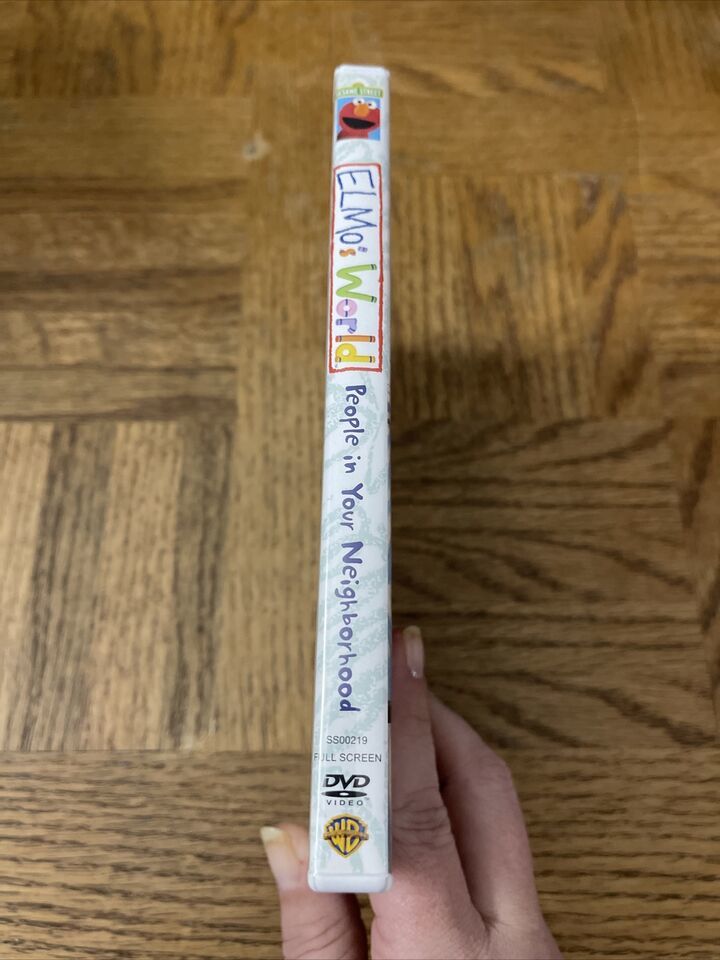 SESAME STREET
ELMO's World
People in Your Neighborhood
SS00219
FULL SCREEN
DVD
VIDEO
WB